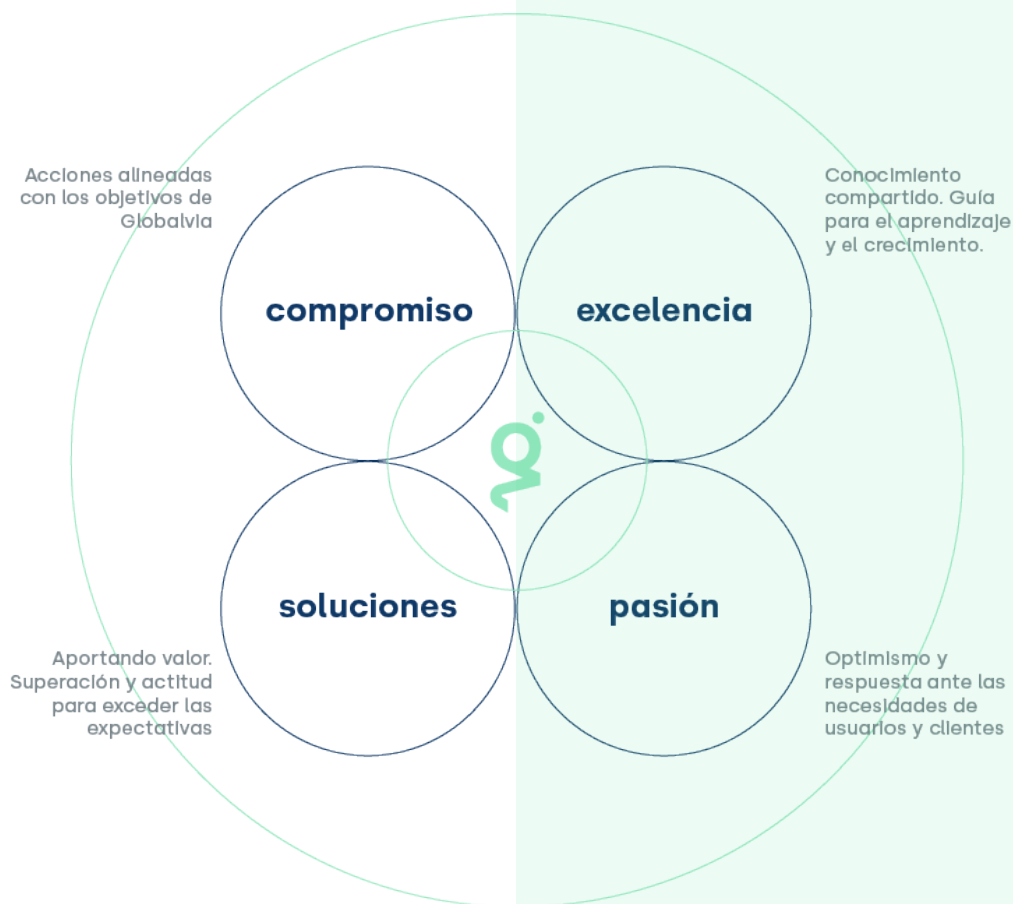 Acciones alineadas
con los objetivos de
Globalvia
compromiso
excelencia
Conocimiento
compartido. Guía
para el aprendizaje
y el crecimiento.
soluciones
pasión
Aportando valor.
Superación y actitud
para exceder las
expectativas
Optimismo y
respuesta ante las
necesidades de
usuarios y clientes